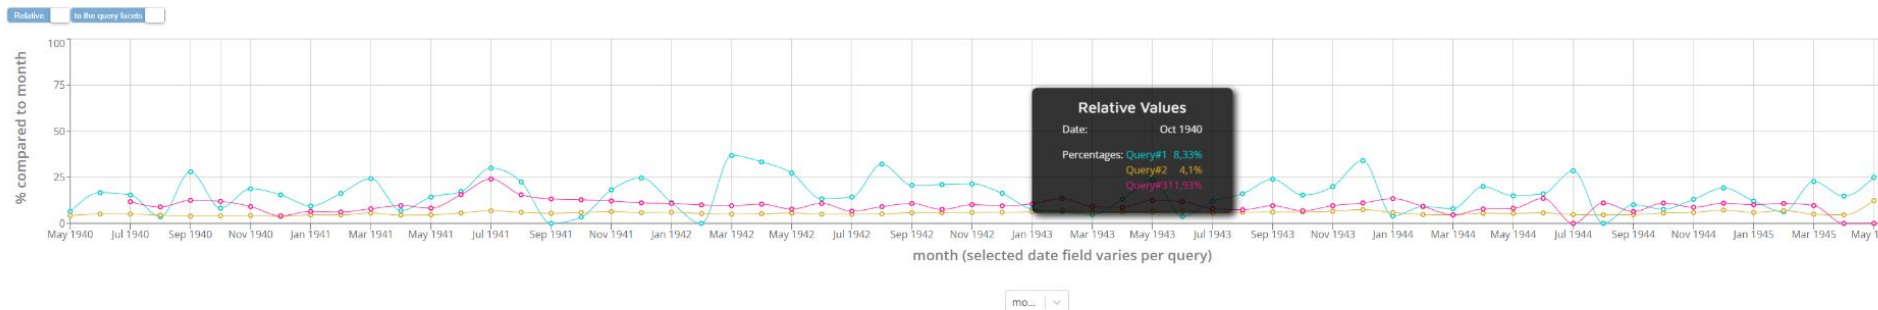 Relative to the query facets
% compared to month
100
75
50
25
0
Relative Values
Date: Oct 1940
Percentages: Query#1 8,33%
Query#2 4,1%
Query#311,93%
May 1940 Jul 1940 Sep 1940 Nov 1940 Jan 1941 Mar 1941 May 1941 Jul 1941 Sep 1941 Nov 1941 Jan 1942 Mar 1942 May 1942 Jul 1942 Sep 1942 Nov 1942 Jan 1943 Mar 1943 May 1943 Jul 1943 Sep 1943 Nov 1943 Jan 1944 Mar 1944 May 1944 Jul 1944 Sep 1944 Nov 1944 Jan 1945 Mar 1945 May 1
month (selected date field varies per query)
mo...